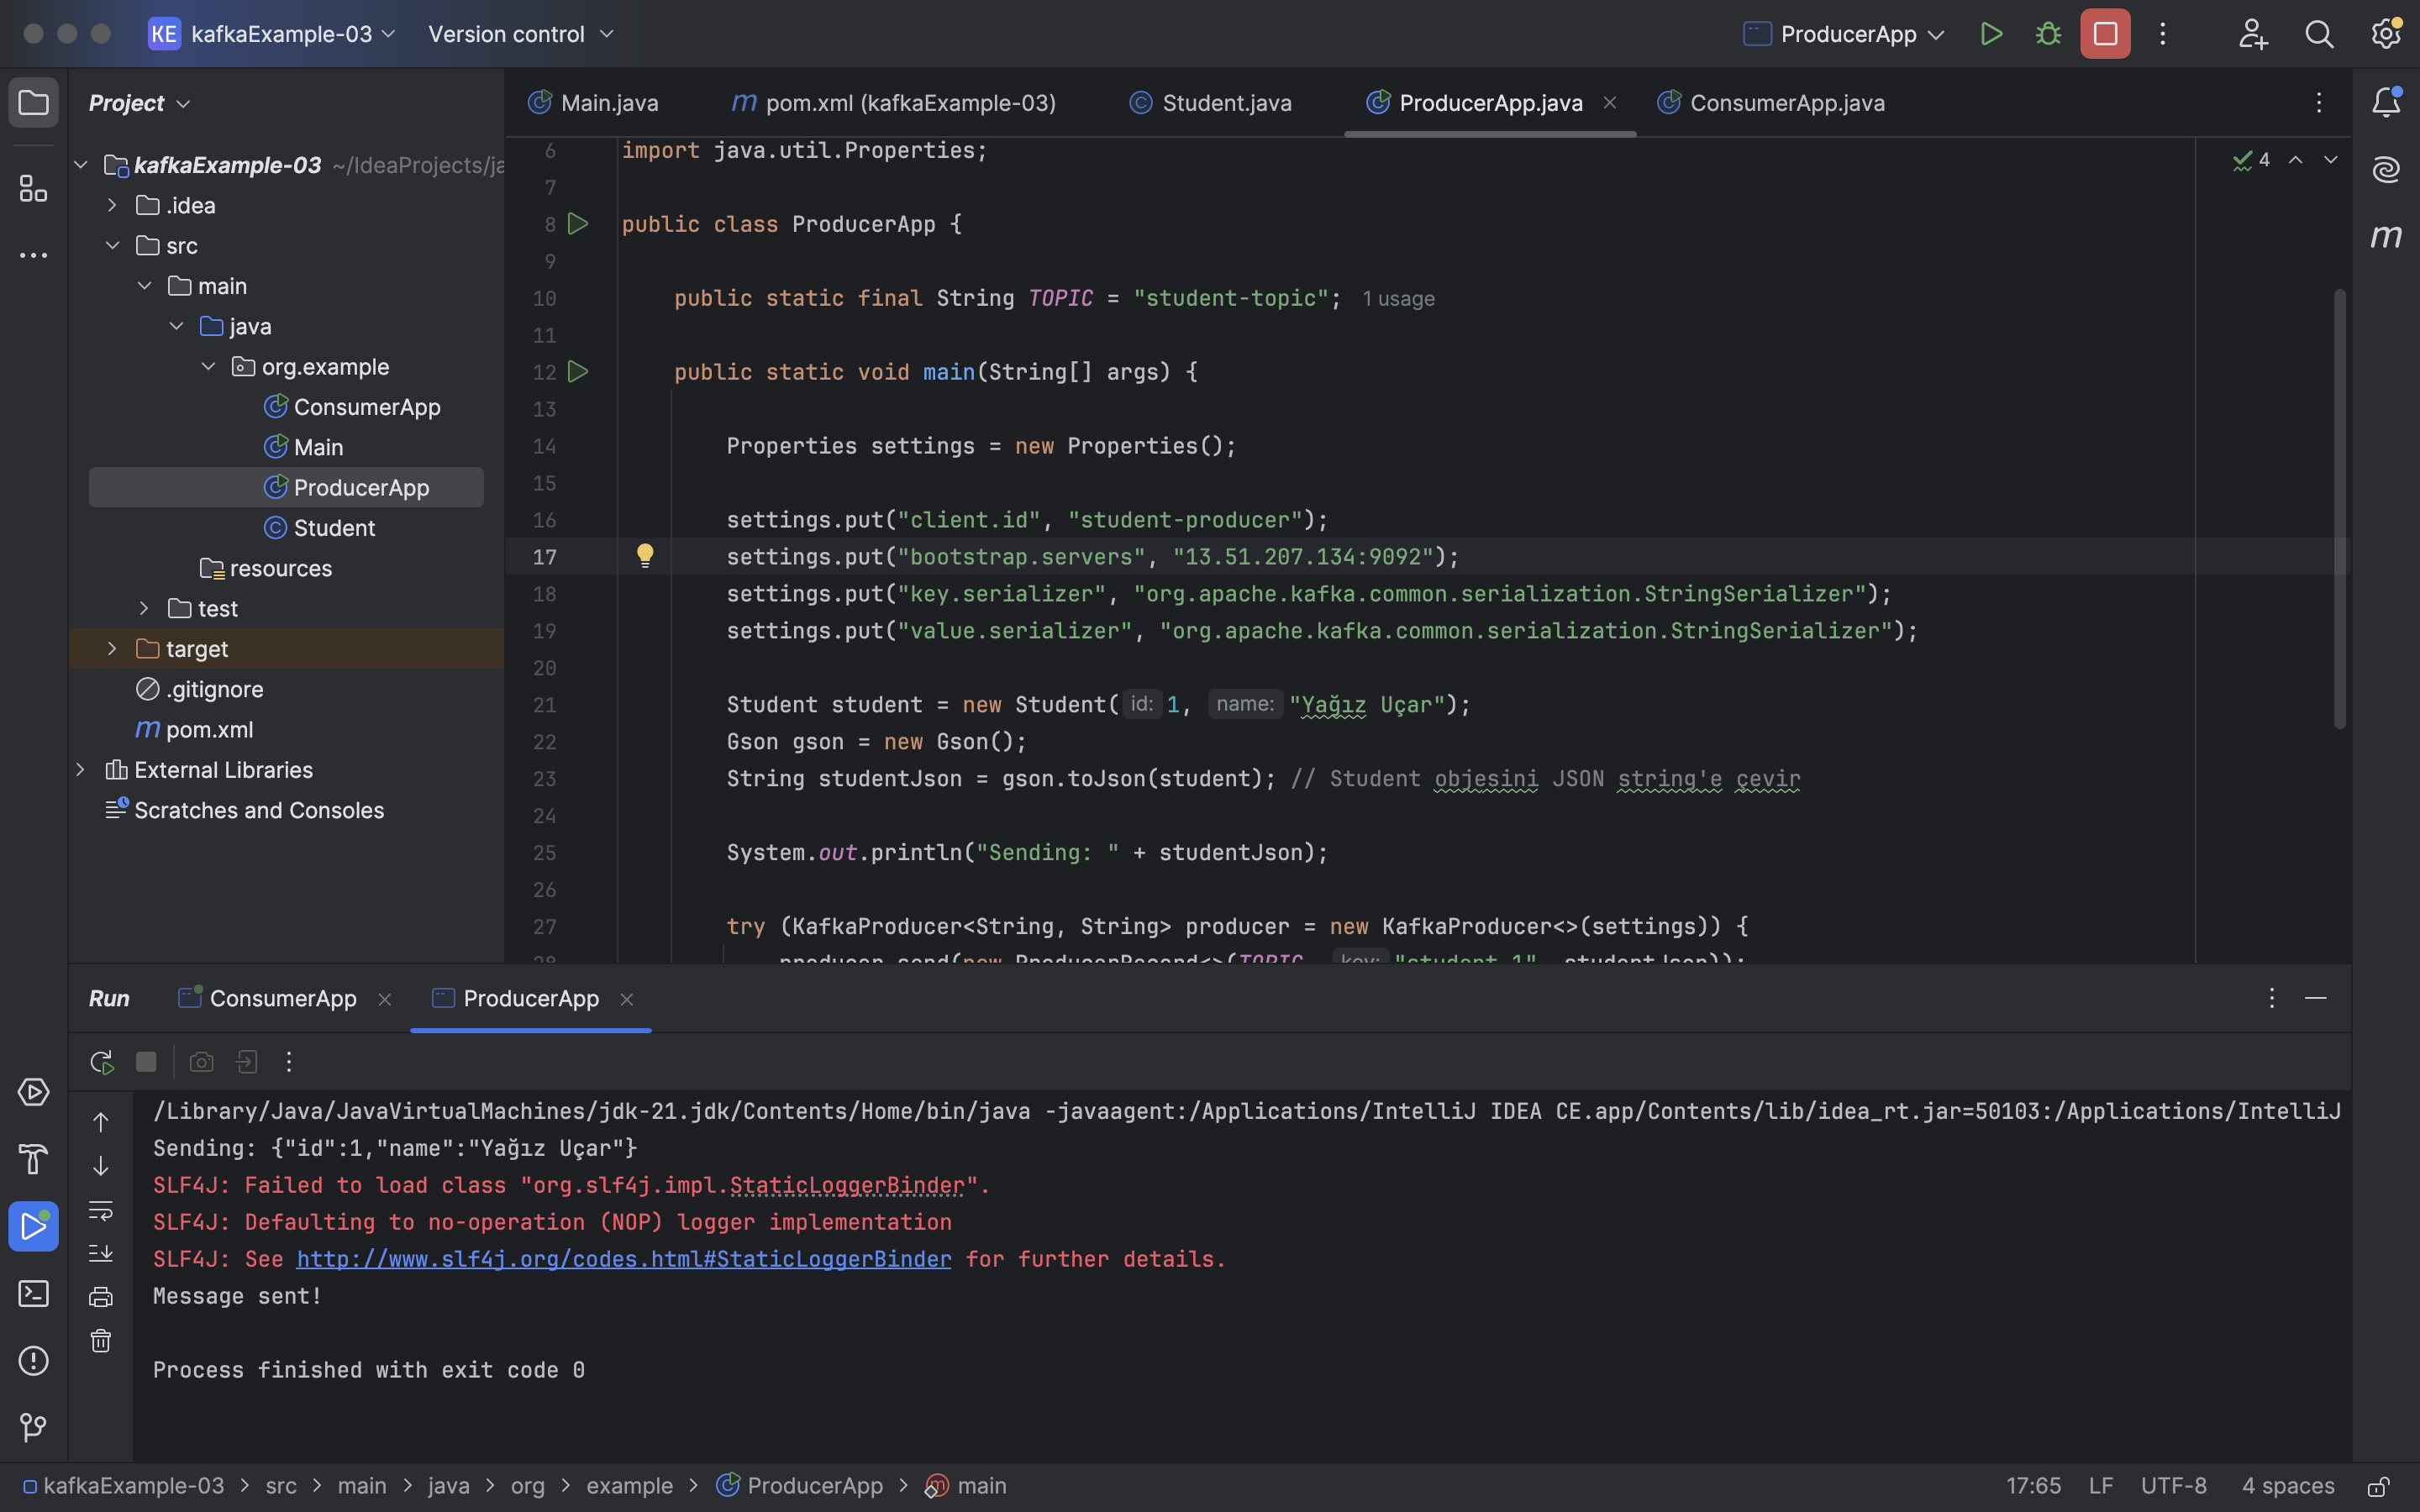 KE kafkaExample-03 Version control ProducerApp
Project
Main.java pom.xml (kafkaExample-03) Student.java ProducerApp.java ConsumerApp.java
kafkaExample-03 ~/IdeaProjects/ja
.idea
src
main
java
org.example
ConsumerApp
Main
ProducerApp
Student
resources
test
target
.gitignore
pom.xml
External Libraries
Scratches and Consoles
4
6 import java.util.Properties;
7
8 public class ProducerApp {
9
10 public static final String TOPIC = "student-topic"; 1 usage
11
12 public static void main(String[] args) {
13
14 Properties settings = new Properties();
15
16 settings.put("client.id", "student-producer");
17 settings.put("bootstrap.servers", "13.51.207.134:9092");
18 settings.put("key.serializer", "org.apache.kafka.common.serialization.StringSerializer");
19 settings.put("value.serializer", "org.apache.kafka.common.serialization.StringSerializer");
20
21 Student student = new Student( id: 1, name: "Yağız Uçar");
22 Gson gson = new Gson();
23 String studentJson = gson.toJson(student); // Student objesini JSON string'e çevir
24
25 System.out.println("Sending: " + studentJson);
26
27 try (KafkaProducer<String, String> producer = new KafkaProducer<>(settings)) {
28 producer.send(new ProducerRecord<>(TOPIC, key: "student-1", studentJson));
Run ConsumerApp ProducerApp
/Library/Java/JavaVirtualMachines/jdk-21.jdk/Contents/Home/bin/java -javaagent:/Applications/IntelliJ IDEA CE.app/Contents/lib/idea_rt.jar=50103:/Applications/IntelliJ
Sending: {"id":1,"name":"Yağız Uçar"}
SLF4J: Failed to load class "org.slf4j.impl.StaticLoggerBinder".
SLF4J: Defaulting to no-operation (NOP) logger implementation
SLF4J: See http://www.slf4j.org/codes.html#StaticLoggerBinder for further details.
Message sent!
Process finished with exit code 0
kafkaExample-03 > src > main > java > org > example > ProducerApp > main 17:65 LF UTF-8 4 spaces